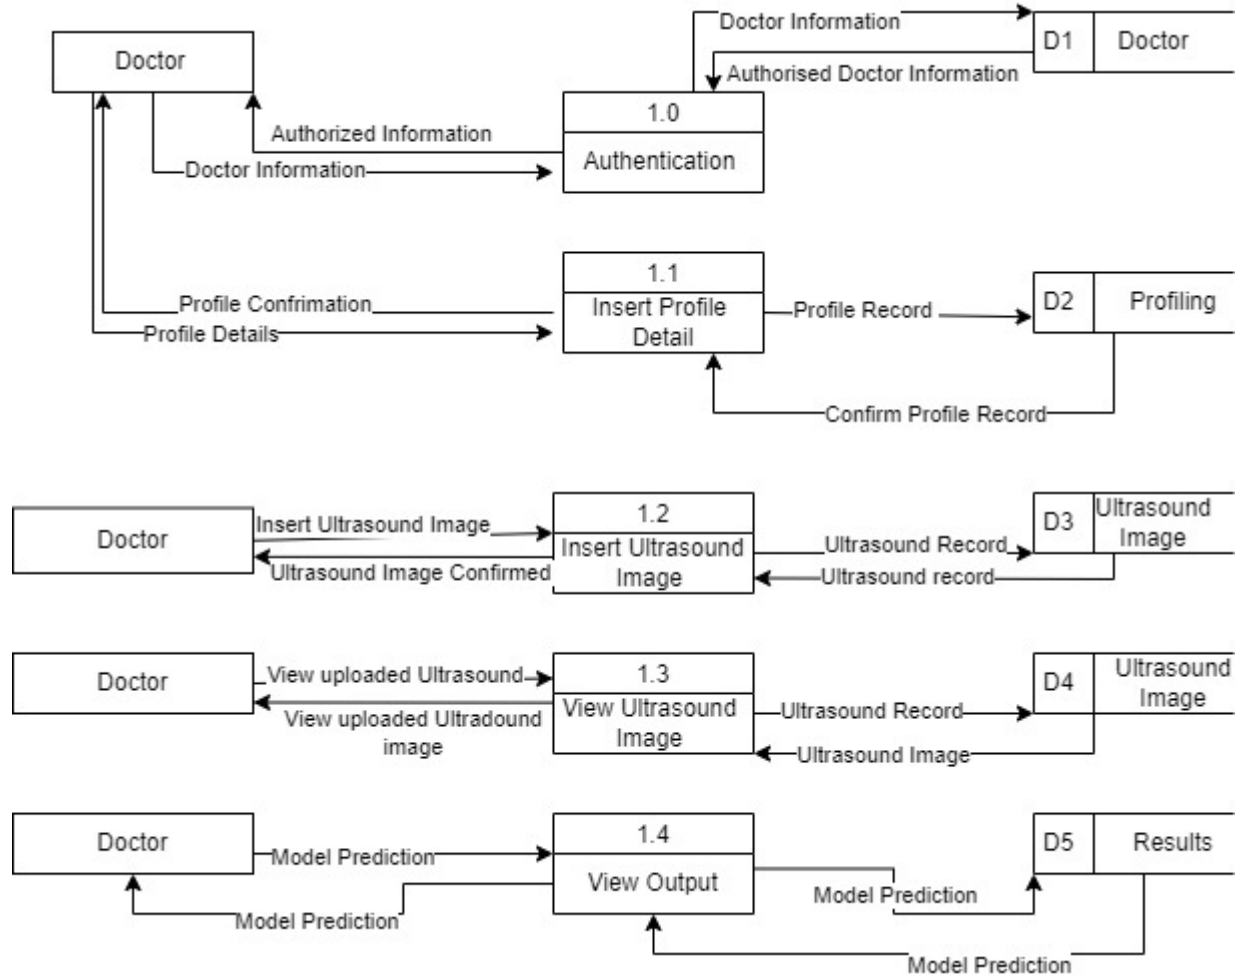 Doctor Information
D1
Doctor
Doctor
Authorised Doctor Information
1.0
Authorized Information
Authentication
Doctor Information
1.1
Profile Confrimation
Insert Profile
Detail
Profile Record
D2
Profiling
Profile Details
Confirm Profile Record
Doctor
Insert Ultrasound Image
1.2
D3
Ultrasound
Image
Insert Ultrasound
Image
Ultrasound Record
Ultrasound Image Confirmed
Ultrasound record
Doctor
View uploaded Ultrasound
1.3
D4
Ultrasound
Image
View uploaded Ultradound
image
View Ultrasound
Image
Ultrasound Record
Ultrasound Image
Doctor
Model Prediction
1.4
D5
Results
View Output
Model Prediction
Model Prediction
Model Prediction